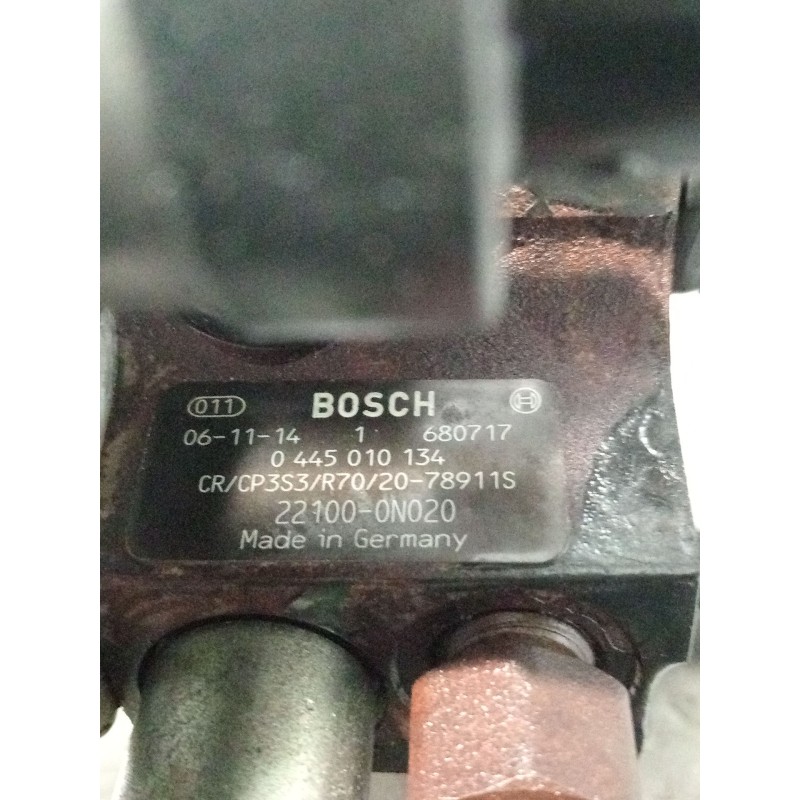 011 BOSCH
06-11-14 1 680717
0 445 010 134
CR/CP3S3/R70/20-78911S
22100-0N020
Made in Germany